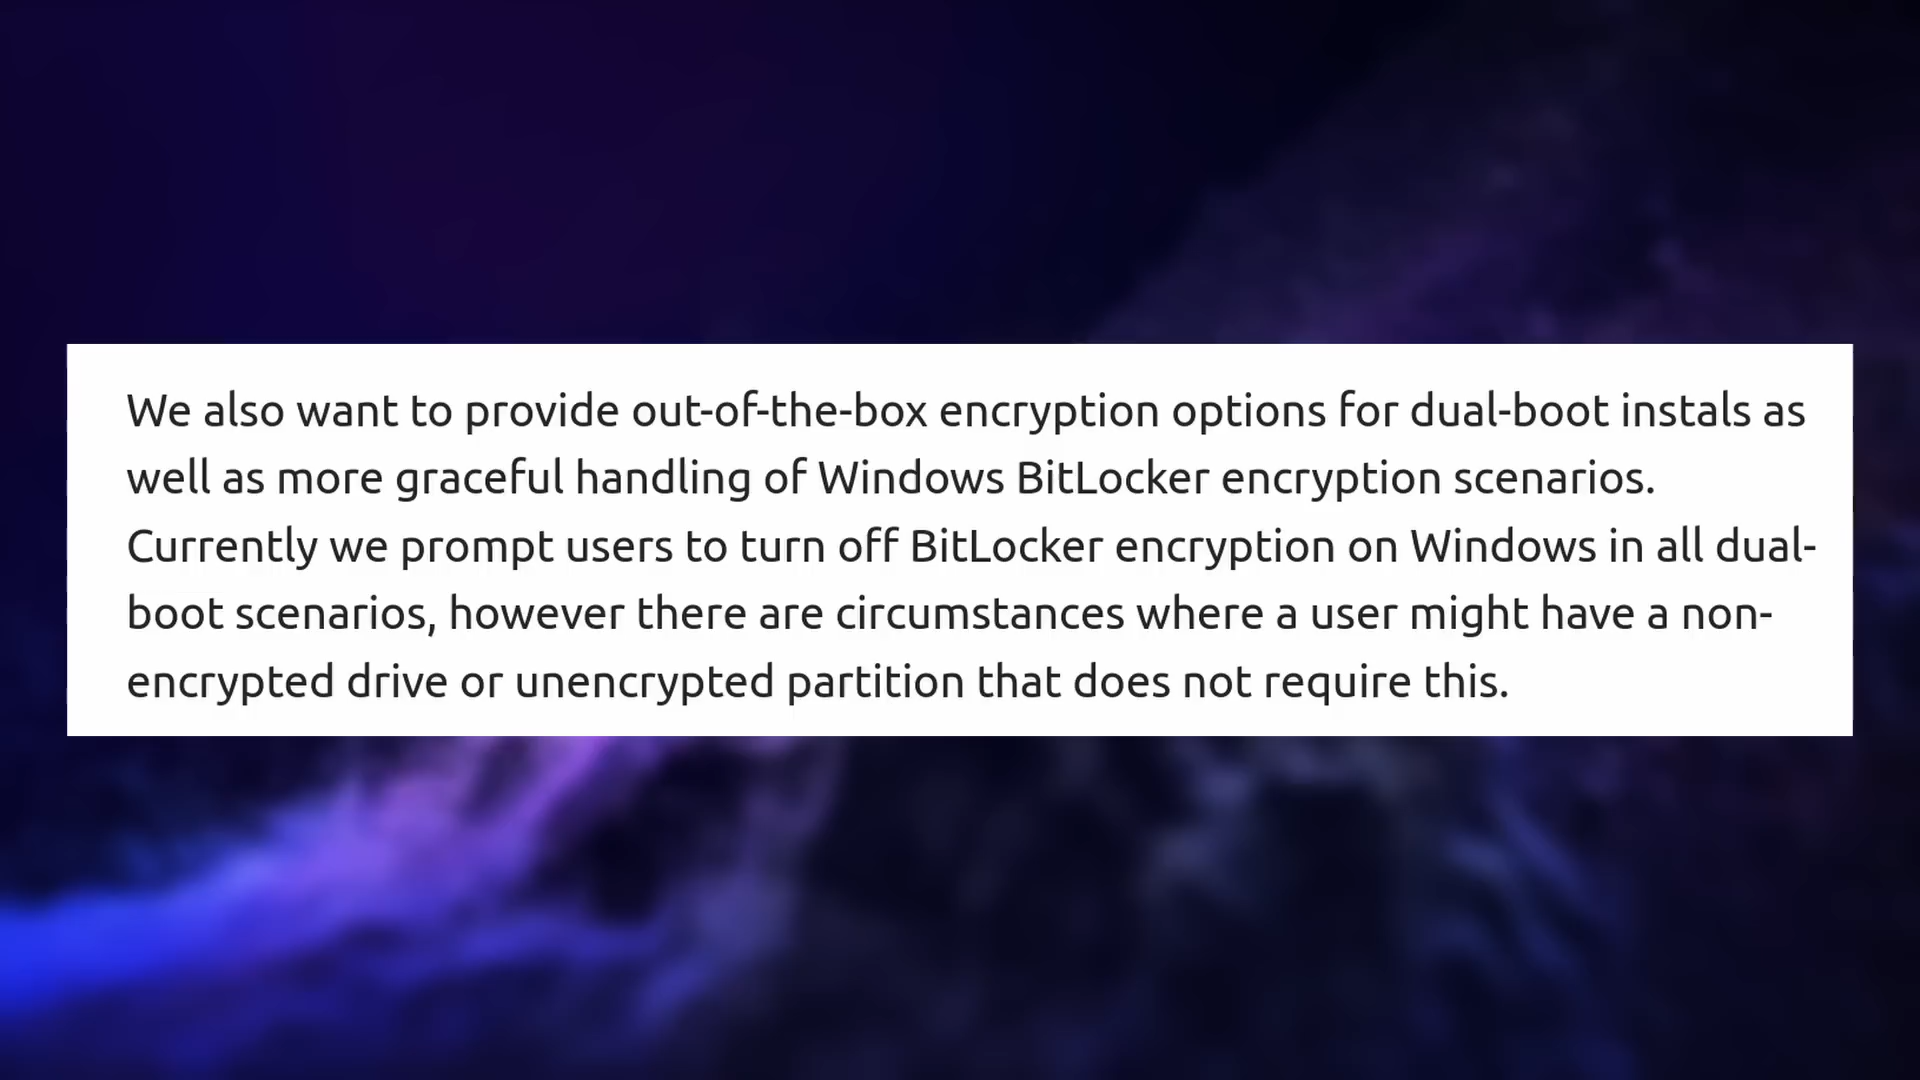 We also want to provide out-of-the-box encryption options for dual-boot instals as
well as more graceful handling of Windows BitLocker encryption scenarios.
Currently we prompt users to turn off BitLocker encryption on Windows in all dual-
boot scenarios, however there are circumstances where a user might have a non-
encrypted drive or unencrypted partition that does not require this.